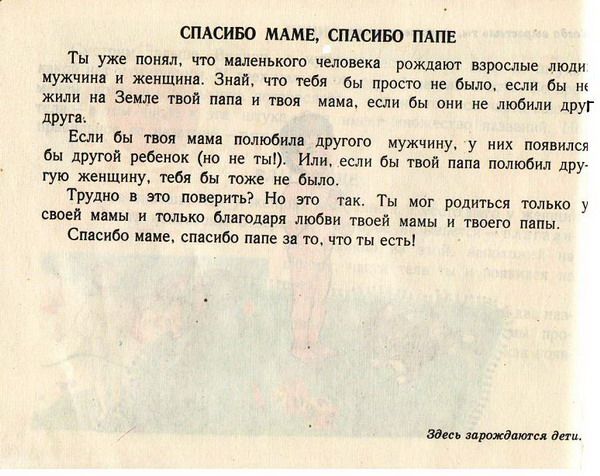 СПАСИБО МАМЕ, СПАСИБО ПАПЕ
Ты уже понял, что маленького человека рождают взрослые люди
мужчина и женщина. Знай, что тебя бы просто не было, если бы не
жили на Земле твой папа и твоя мама, если бы они не любили друг
друга.
Если бы твоя мама полюбила другого мужчину, у них появился
бы другой ребенок (но не ты!). Или, если бы твой папа полюбил дру-
гую женщину, тебя бы тоже не было.
Трудно в это поверить? Но это так. Ты мог родиться только у
своей мамы и только благодаря любви твоей мамы и твоего папы.
Спасибо маме, спасибо папе за то, что ты есть!
Здесь зарождаются дети.